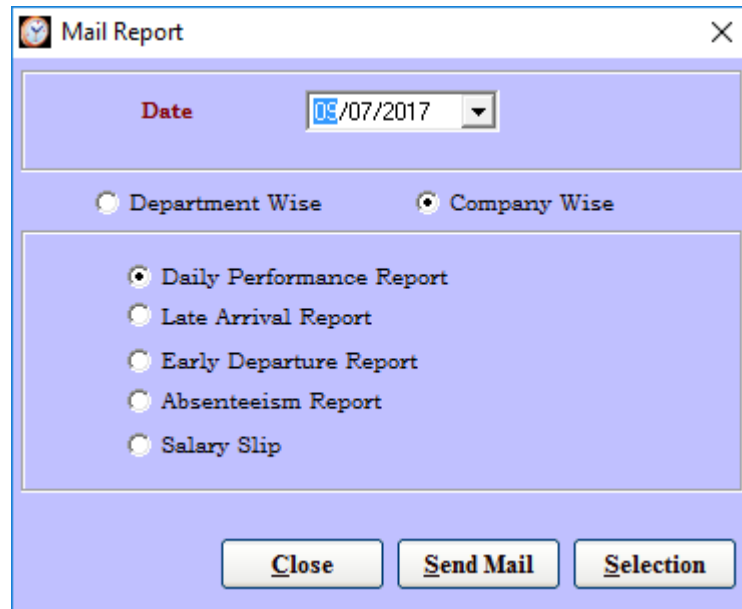 Mail Report
Date 09/07/2017
Department Wise Company Wise
Daily Performance Report
Late Arrival Report
Early Departure Report
Absenteeism Report
Salary Slip
Close Send Mail Selection